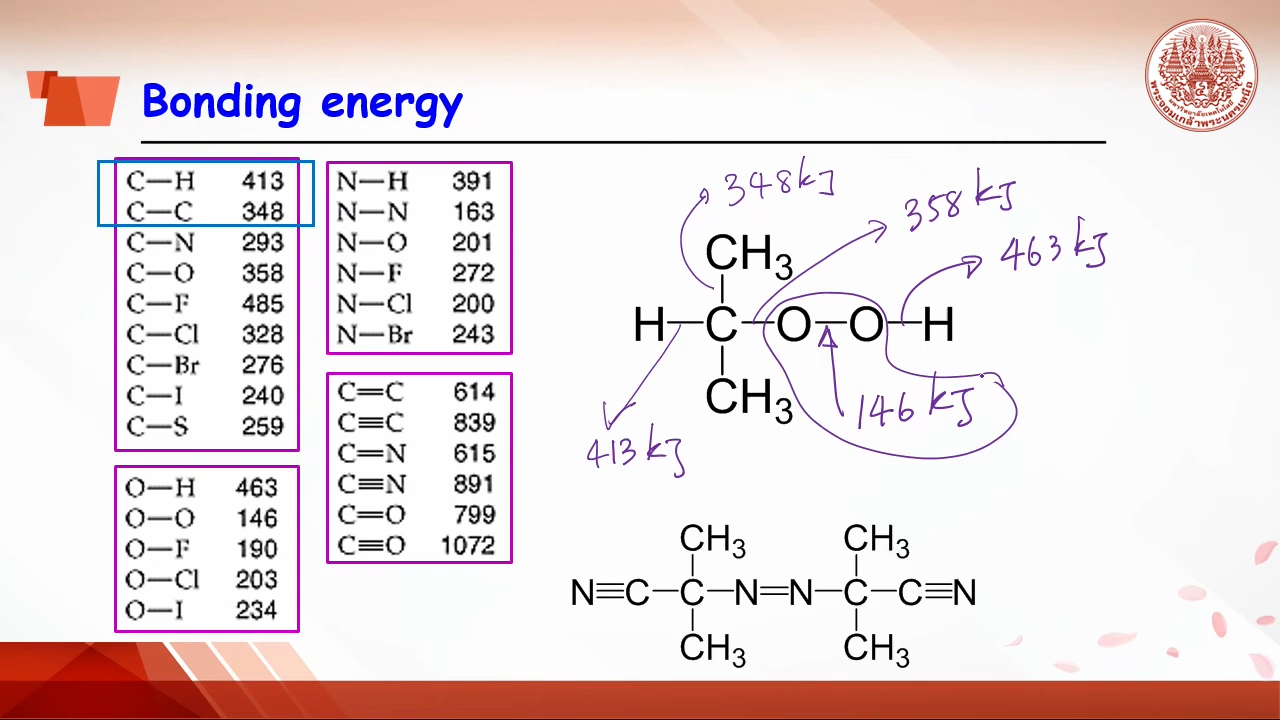 Bonding energy
C—H 413
C—C 348
C—N 293
C—O 358
C—F 485
C—Cl 328
C—Br 276
C—I 240
C—S 259
O—H 463
O—O 146
O—F 190
O—Cl 203
O—I 234
N—H 391
N—N 163
N—O 201
N—F 272
N—Cl 200
N—Br 243
C=C 614
C≡C 839
C=N 615
C≡N 891
C=O 799
C≡O 1072
348 kJ
358 kJ
463 kJ
CH3
H—C—O—O—H
CH3
146 kJ
413 kJ
CH3 CH3
N≡C—C—N=N—C—C≡N
CH3 CH3